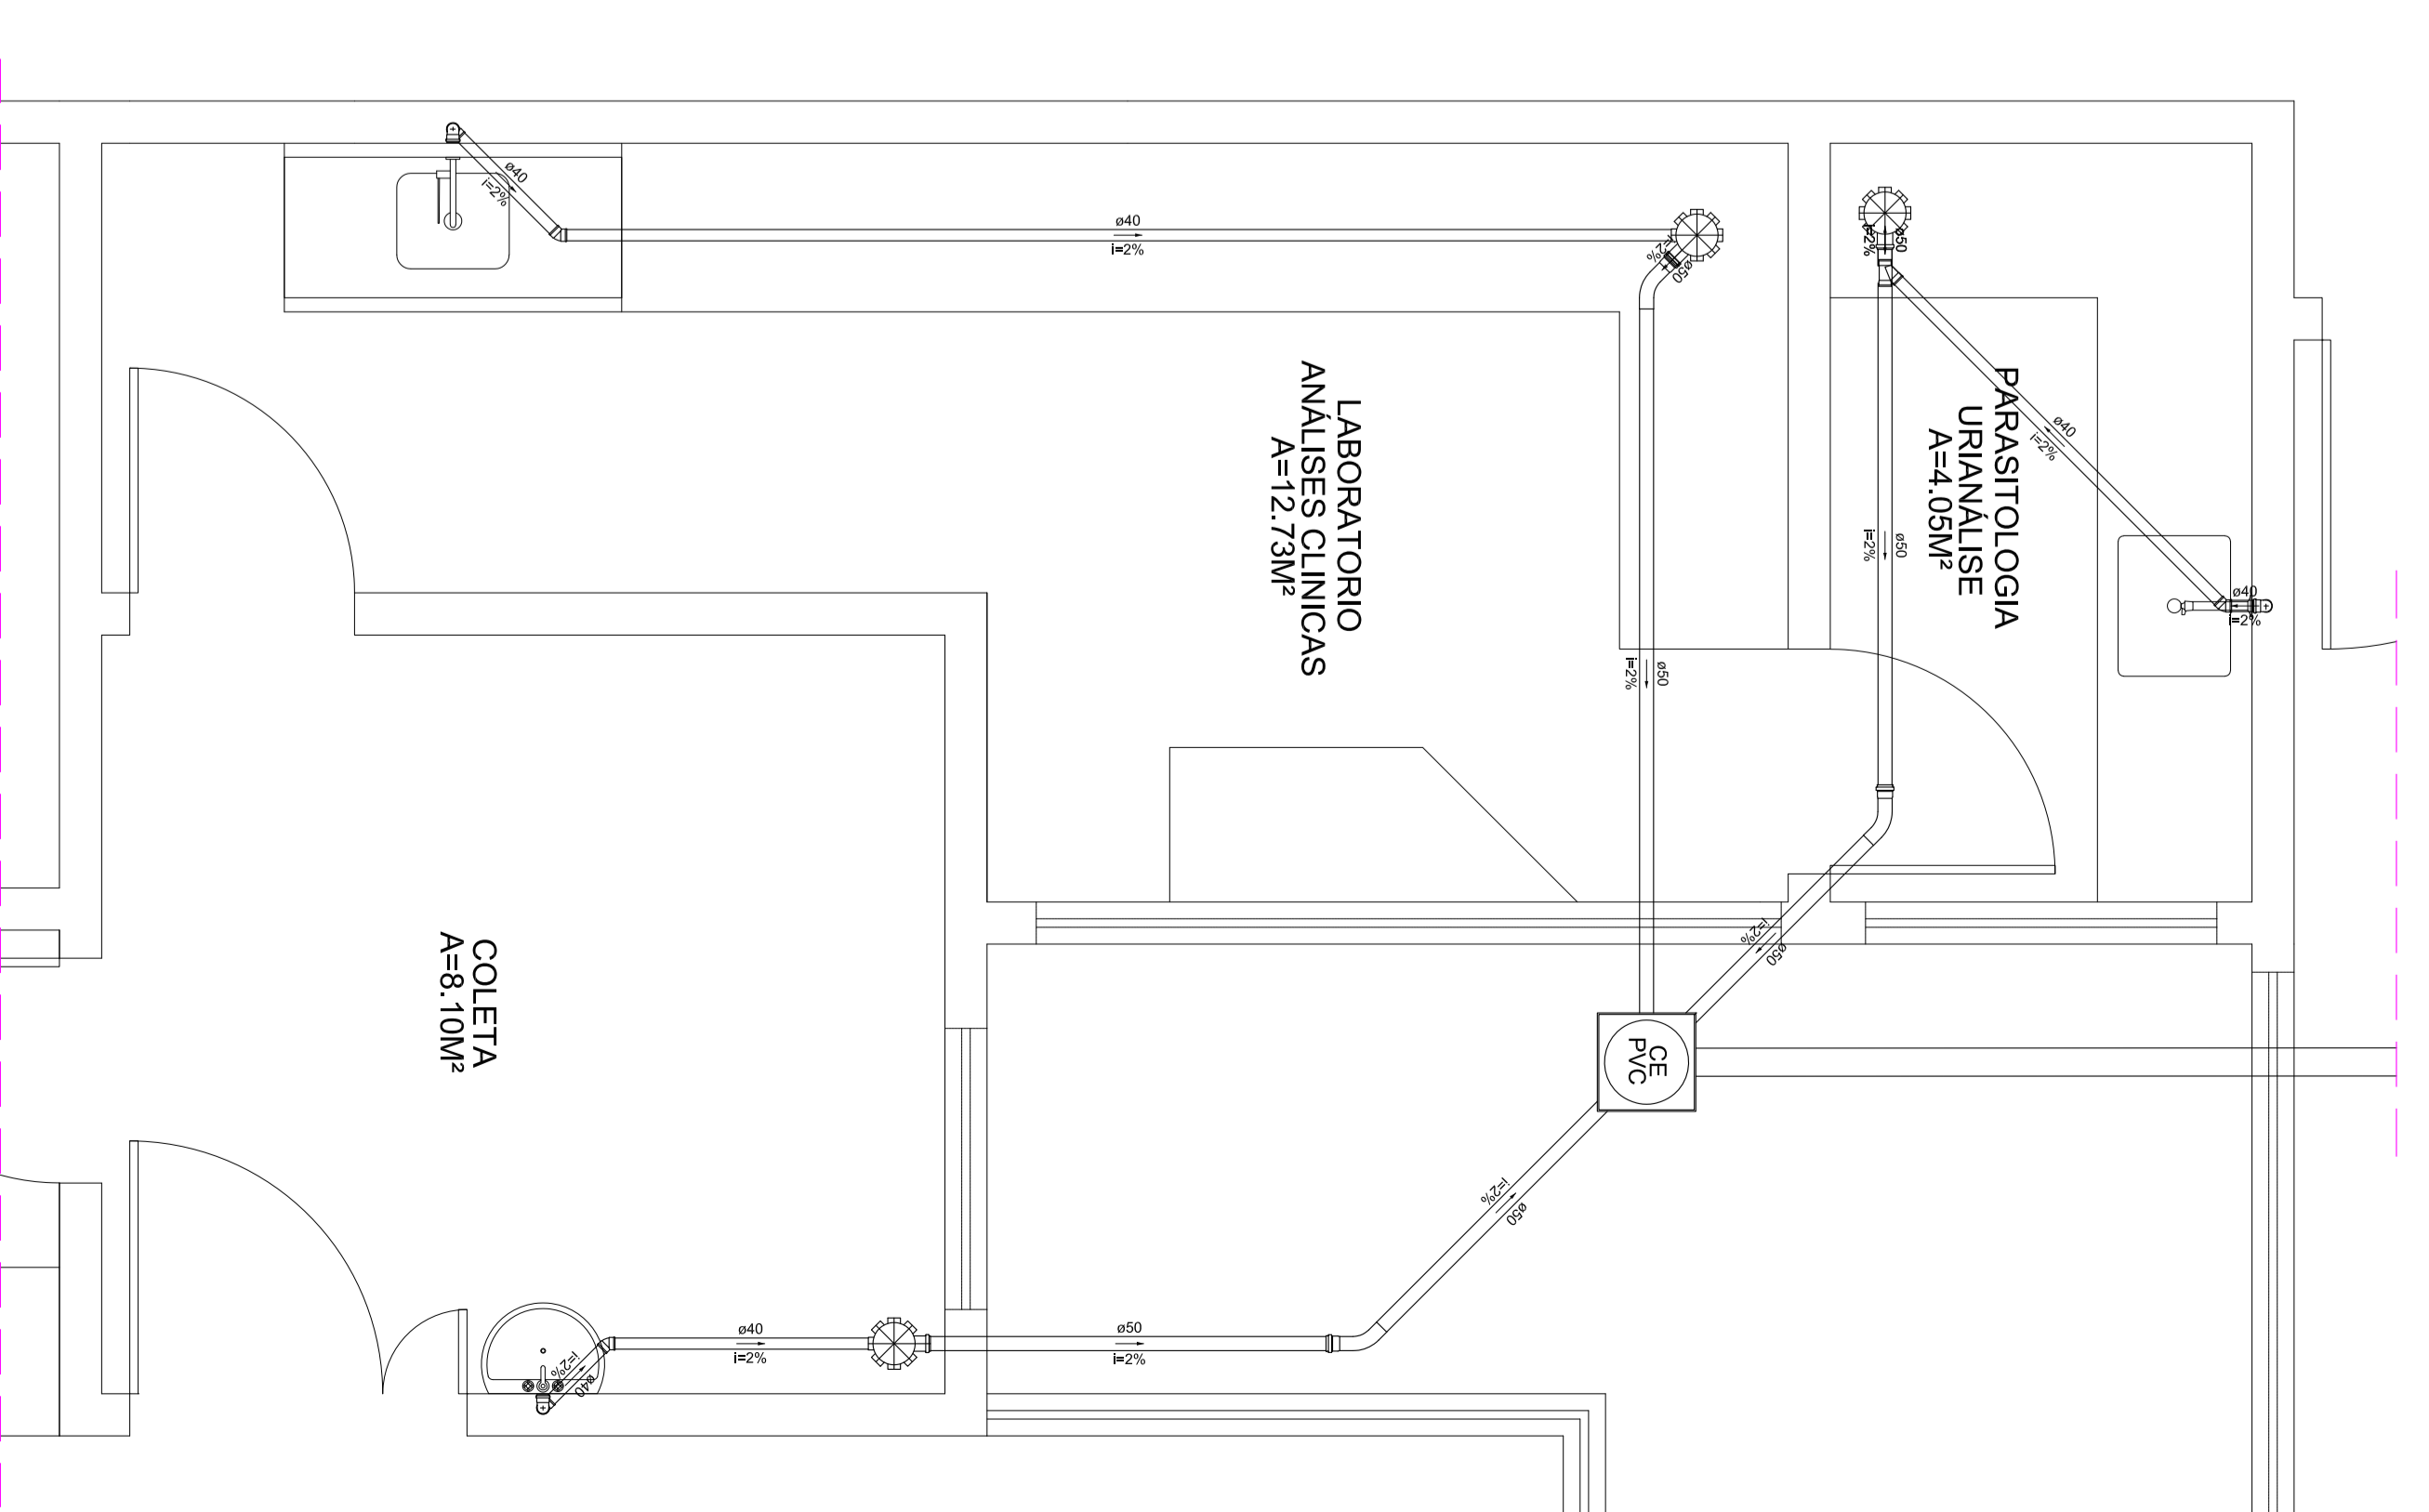 ø40
i=2%
ø40
i=2%
i=2%
ø50
i=2%
ø50
LABORATORIO
ANÁLISES CLINICAS
A=12.73M²
PARASITOLOGIA
URIANÁLISE
A=4.05M²
ø40
i=2%
ø50
i=2%
ø40
i=2%
ø50
i=2%
i=2%
ø50
COLETA
A=8.10M²
CE
PVC
i=2%
ø50
ø40
i=2%
ø50
i=2%
i=2%
ø40